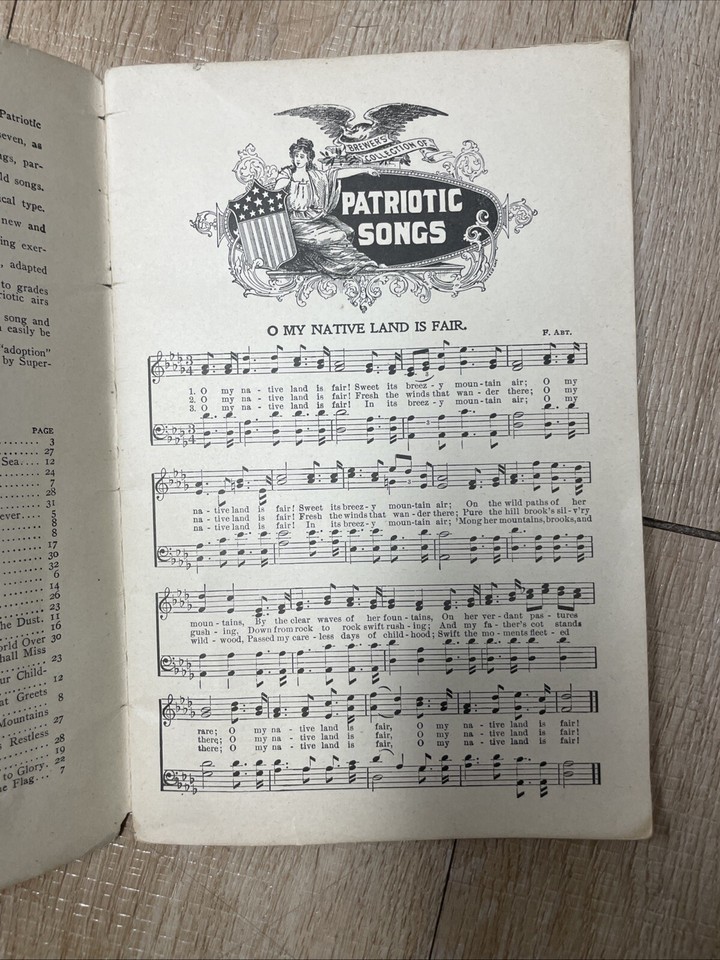 Patriotic
seven, as
ngs, par-
ld songs.
cal type.
new and
ing exer-
, adapted
to grades
riotic airs
song and
easily be
"adoption"
by Super-
PAGE
3
27
Sea.... 12
24
7
28
31
ever.... 5
8
8
17
30
32
6
14
26
23
he Dust. 11
16
orld Over 30
hall Miss
23
ur Child-
12
at Greets
8
Mountains
27
s Restless
28
19
to Glory. 22
e Flag... 7
BREWER'S
COLLECTION OF
PATRIOTIC
SONGS
O MY NATIVE LAND IS FAIR.
F. ABT.
1. O my na - tive land is fair! Sweet its breez - y moun - tain air; O my
2. O my na - tive land is fair! Fresh the winds that wan - der there; O my
3. O my na - tive land is fair! In its breez - y moun - tain air; O my
na - tive land is fair! Sweet its breez - y moun - tain air; On the wild paths of her
na - tive land is fair! Fresh the winds that wan - der there; Pure the hill brook's sil - v'ry
na - tive land is fair! In its breez - y moun - tain air; 'Mong her mountains, brooks, and
moun - tains, By the clear waves of her foun - tains, On her ver - dant pas - tures
gush - ing, Down from rock to rock swift rush - ing; And my fa - ther's cot stands
wild - wood, Passed my care - less days of child - hood; Swift the mo - ments fleet - ed
rare; O my na - tive land is fair, O my na - tive land is fair!
there; O my na - tive land is fair, O my na - tive land is fair!
there; O my na - tive land is fair, O my na - tive land is fair!